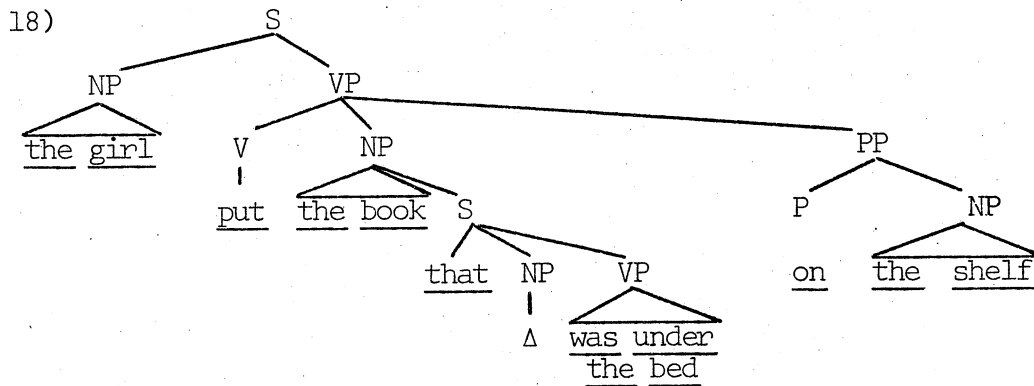 18)
S
NP VP
the girl V NP PP
put the book S P NP
that NP VP on the shelf
Δ was under
the bed